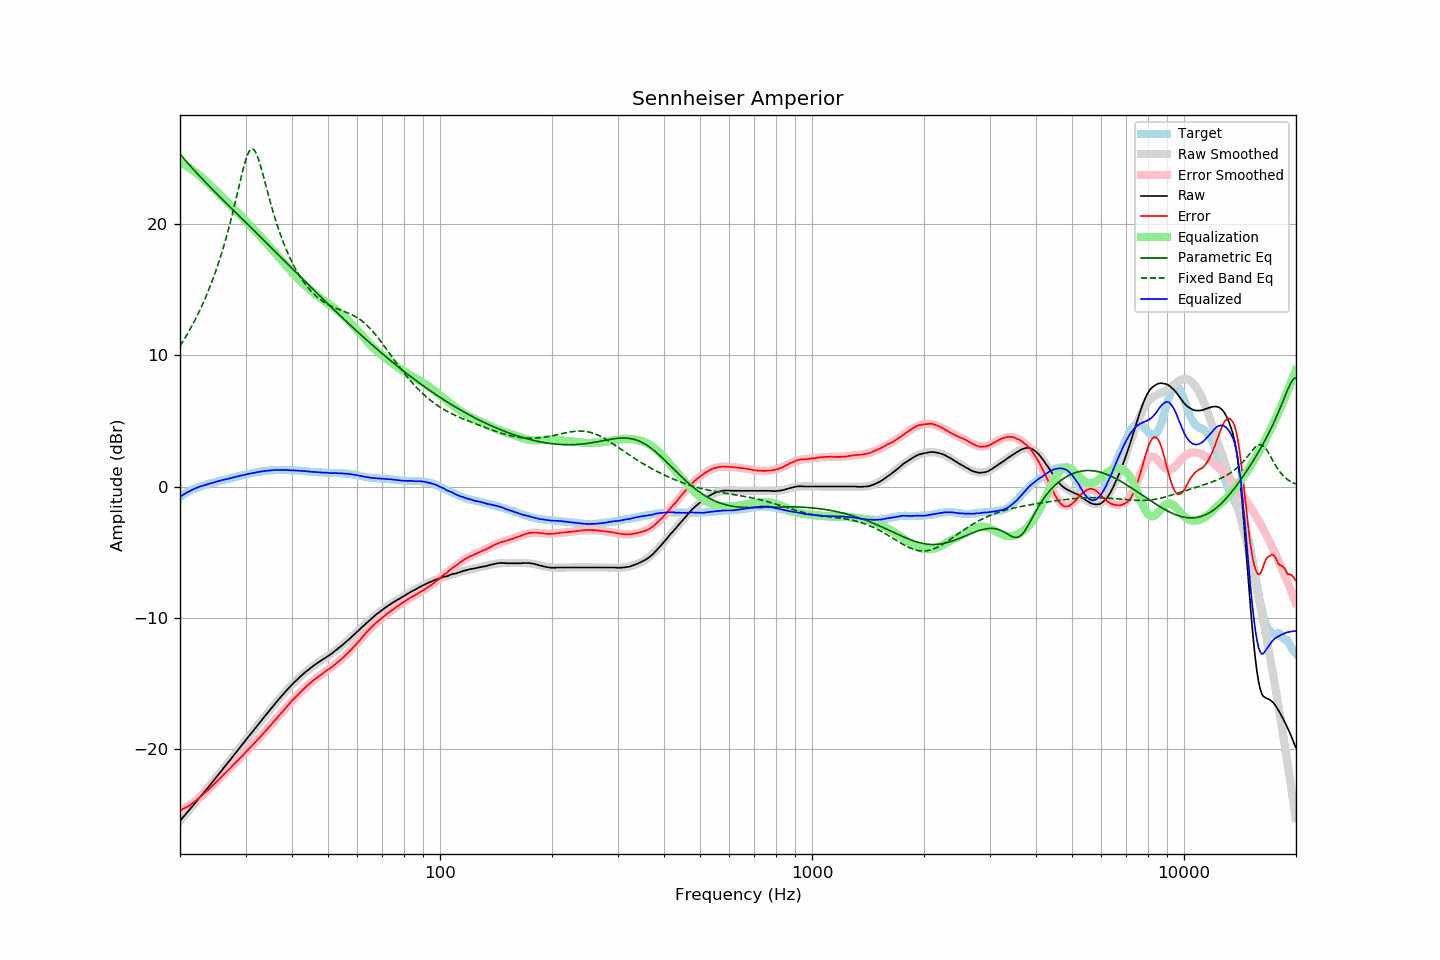 Sennheiser Amperior
Target
Raw Smoothed
Error Smoothed
Raw
Error
Equalization
Parametric Eq
Fixed Band Eq
Equalized
20
10
0
−10
−20
Amplitude (dBr)
100
1000
10000
Frequency (Hz)